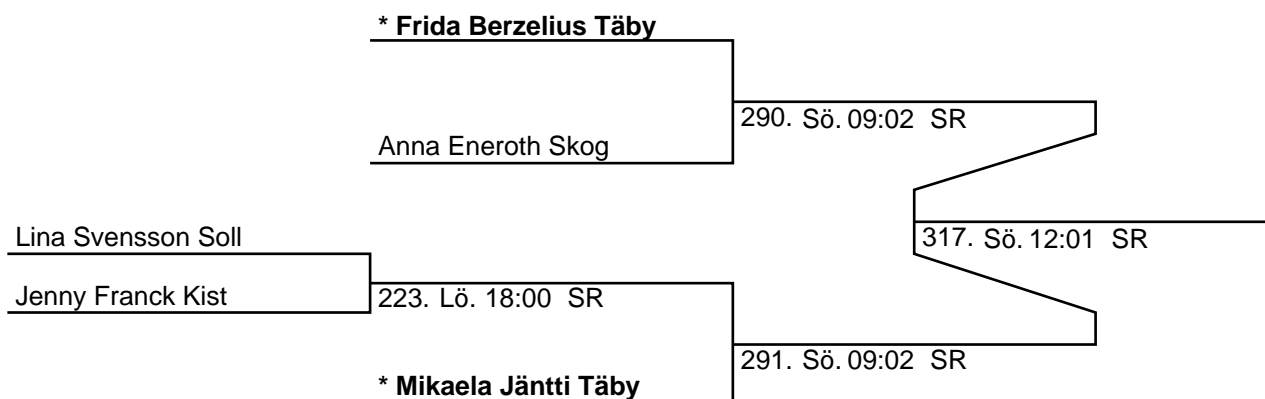 * Frida Berzelius Täby
290. Sö. 09:02 SR
Anna Eneroth Skog
Lina Svensson Soll
317. Sö. 12:01 SR
Jenny Franck Kist
223. Lö. 18:00 SR
291. Sö. 09:02 SR
* Mikaela Jäntti Täby